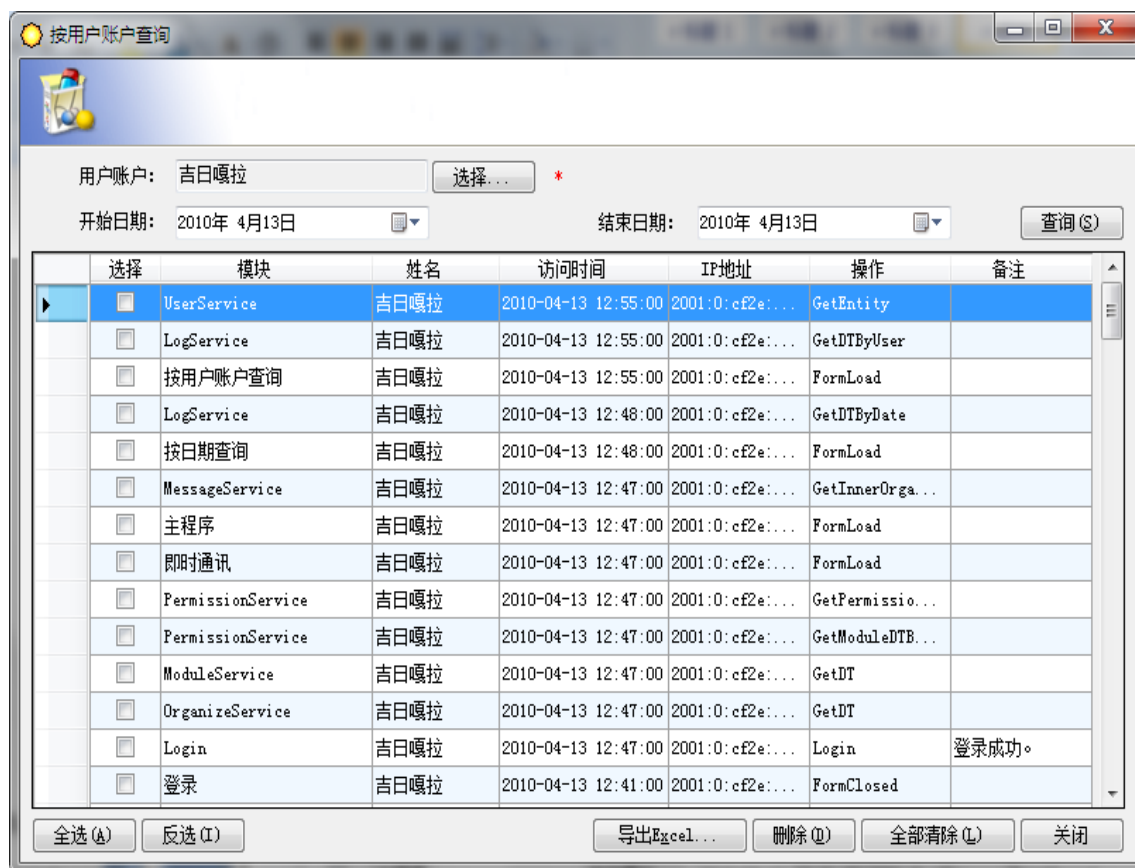 按用户账户查询
用户账户: 吉日嘎拉 选择... *
开始日期: 2010年 4月13日 结束日期: 2010年 4月13日 查询(S)
选择 模块 姓名 访问时间 IP地址 操作 备注
UserService 吉日嘎拉 2010-04-13 12:55:00 2001:0:cf2e:... GetEntity
LogService 吉日嘎拉 2010-04-13 12:55:00 2001:0:cf2e:... GetDTByUser
按用户账户查询 吉日嘎拉 2010-04-13 12:55:00 2001:0:cf2e:... FormLoad
LogService 吉日嘎拉 2010-04-13 12:48:00 2001:0:cf2e:... GetDTByDate
按日期查询 吉日嘎拉 2010-04-13 12:48:00 2001:0:cf2e:... FormLoad
MessageService 吉日嘎拉 2010-04-13 12:47:00 2001:0:cf2e:... GetInnerOrga...
主程序 吉日嘎拉 2010-04-13 12:47:00 2001:0:cf2e:... FormLoad
即时通讯 吉日嘎拉 2010-04-13 12:47:00 2001:0:cf2e:... FormLoad
PermissionService 吉日嘎拉 2010-04-13 12:47:00 2001:0:cf2e:... GetPermissio...
PermissionService 吉日嘎拉 2010-04-13 12:47:00 2001:0:cf2e:... GetModuleDTB...
ModuleService 吉日嘎拉 2010-04-13 12:47:00 2001:0:cf2e:... GetDT
OrganizeService 吉日嘎拉 2010-04-13 12:47:00 2001:0:cf2e:... GetDT
Login 吉日嘎拉 2010-04-13 12:47:00 2001:0:cf2e:... Login 登录成功。
登录 吉日嘎拉 2010-04-13 12:41:00 2001:0:cf2e:... FormClosed
全选(A) 反选(I) 导出Excel... 删除(D) 全部清除(L) 关闭